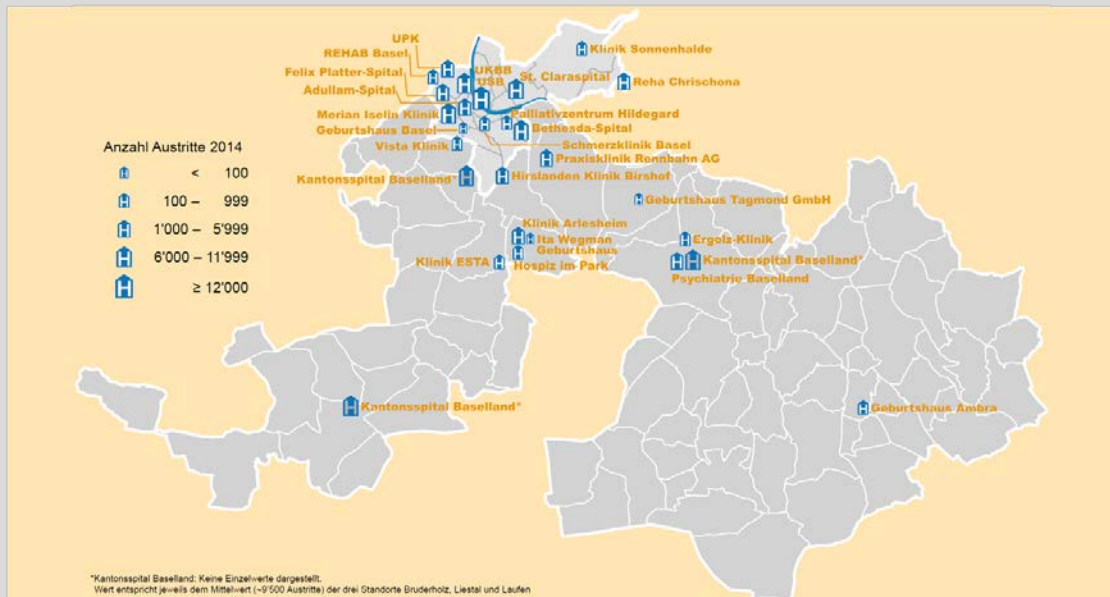 UPK
REHAB Basel
Felix Platter-Spital
Adullam-Spital
Merian Iselin Klinik
Geburtshaus Basel
Vista Klinik
Kantonsspital Baselland*
UKBB
USB
St. Claraspital
Klinik Sonnenhalde
Reha Chrischona
Palliativzentrum Hildegard
Bethesda-Spital
Schmerzklinik Basel
Praxisklinik Rennbahn AG
Hirslanden Klinik Birshof
Geburtshaus Tagmond GmbH
Klinik Arlesheim
Ita Wegman
Geburtshaus
Hospiz im Park
Klinik ESTA
Ergolz-Klinik
Kantonsspital Baselland*
Psychiatrie Baselland
Kantonsspital Baselland*
Geburtshaus Ambra
Anzahl Austritte 2014
H < 100
H 100 – 999
H 1'000 – 5'999
H 6'000 – 11'999
H ≥ 12'000
*Kantonsspital Baselland: Keine Einzelwerte dargestellt.
Wert entspricht jeweils dem Mittelwert (~9'500 Austritte) der drei Standorte Bruderholz, Liestal und Laufen